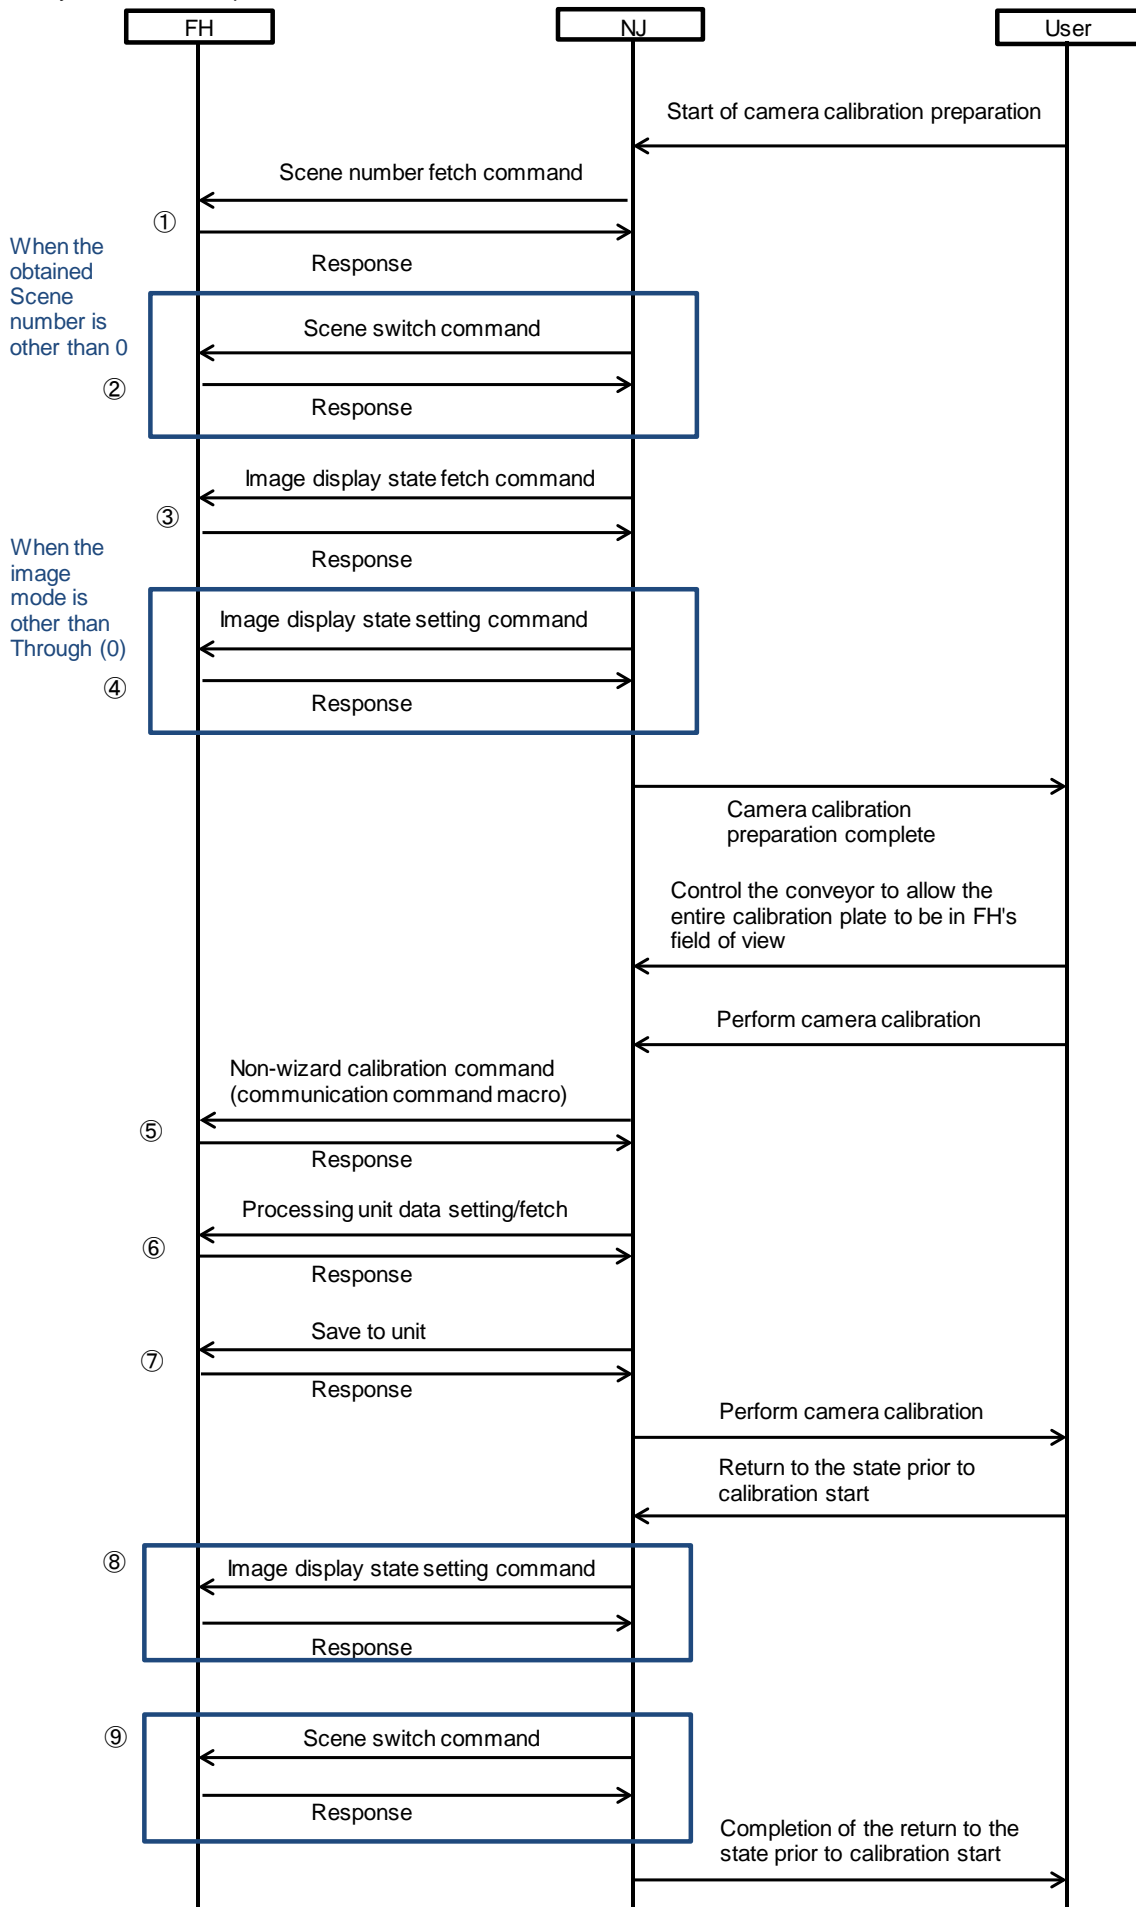 FH
NJ
User
Start of camera calibration preparation
Scene number fetch command
①
Response
When the
obtained
Scene
number is
other than 0
Scene switch command
②
Response
Image display state fetch command
③
Response
When the
image
mode is
other than
Through (0)
Image display state setting command
④
Response
Camera calibration
preparation complete
Control the conveyor to allow the
entire calibration plate to be in FH's
field of view
Perform camera calibration
Non-wizard calibration command
(communication command macro)
⑤
Response
Processing unit data setting/fetch
⑥
Response
Save to unit
⑦
Response
Perform camera calibration
Return to the state prior to
calibration start
⑧
Image display state setting command
Response
⑨
Scene switch command
Response
Completion of the return to the
state prior to calibration start